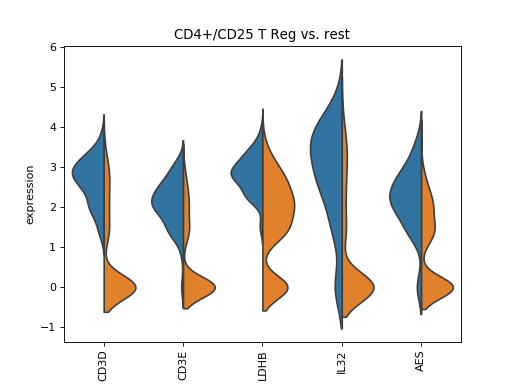 CD4+/CD25 T Reg vs. rest
6
5
4
3
2
1
0
−1
expression
CD3D
CD3E
LDHB
IL32
AES